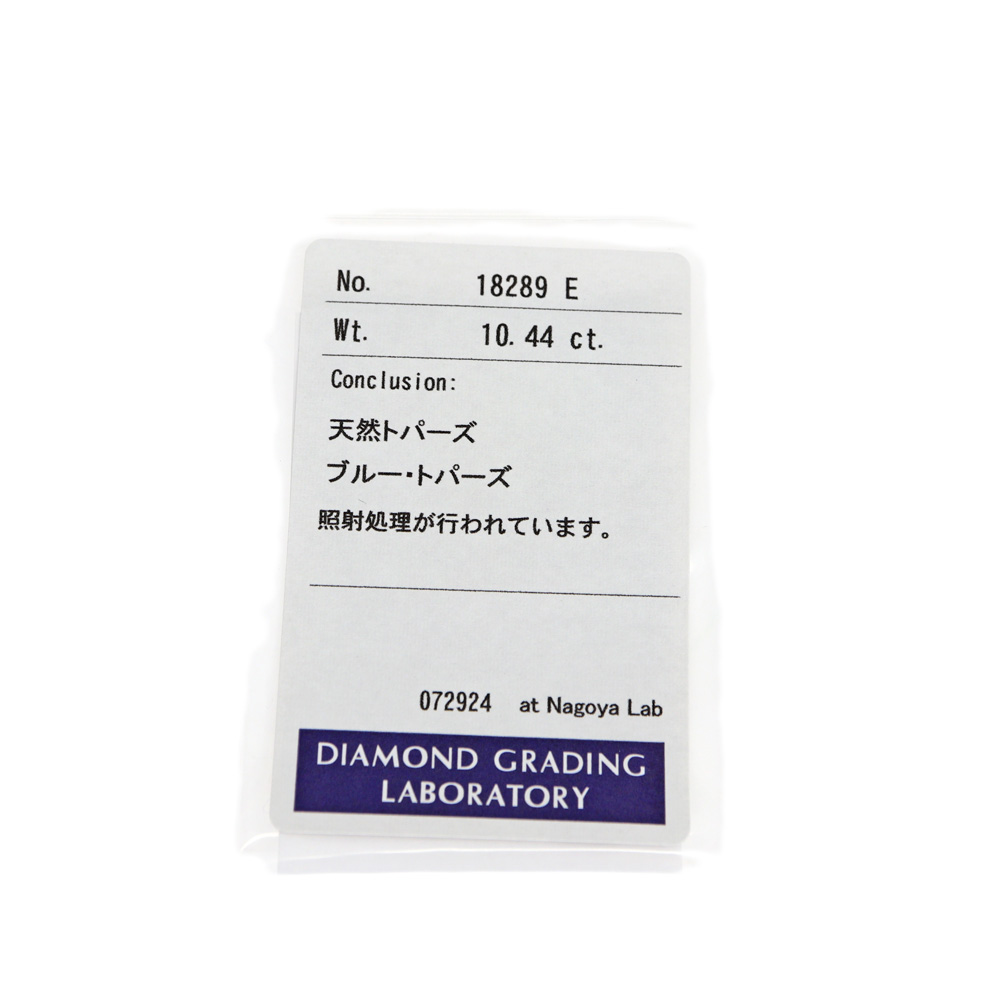 No. 18289 E
Wt. 10.44 ct.
Conclusion:
天然トパーズ
ブルー・トパーズ
照射処理が行われています。
072924 at Nagoya Lab
DIAMOND GRADING
LABORATORY